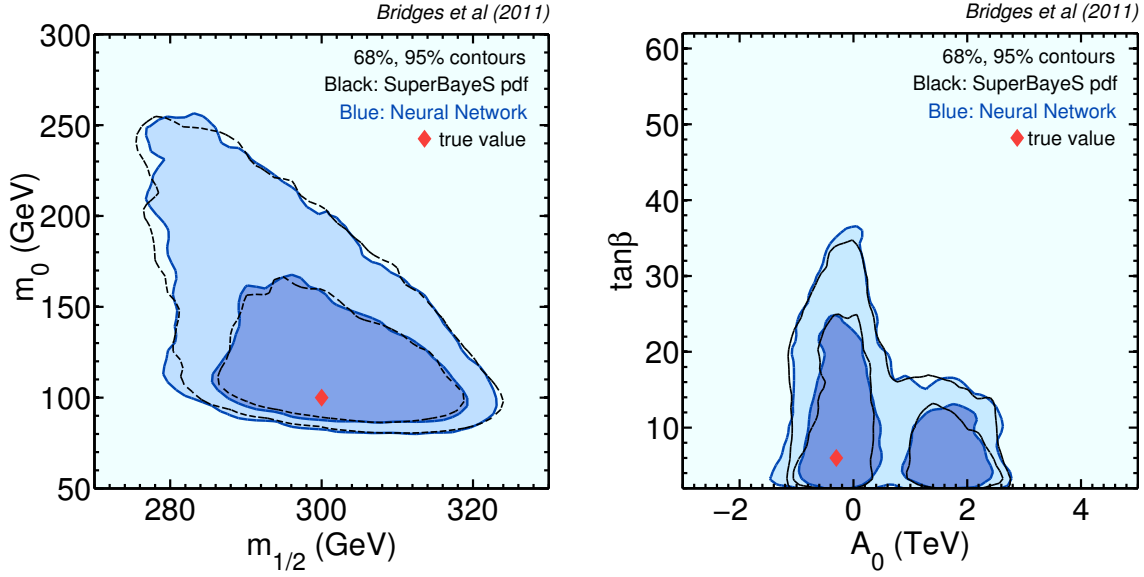 Bridges et al (2011)
68%, 95% contours
Black: SuperBayeS pdf
Blue: Neural Network
true value
300
250
200
150
100
50
280
300
320
m₀ (GeV)
m₁/₂ (GeV)
Bridges et al (2011)
68%, 95% contours
Black: SuperBayeS pdf
Blue: Neural Network
true value
60
50
40
30
20
10
−2
0
2
4
tanβ
A₀ (TeV)